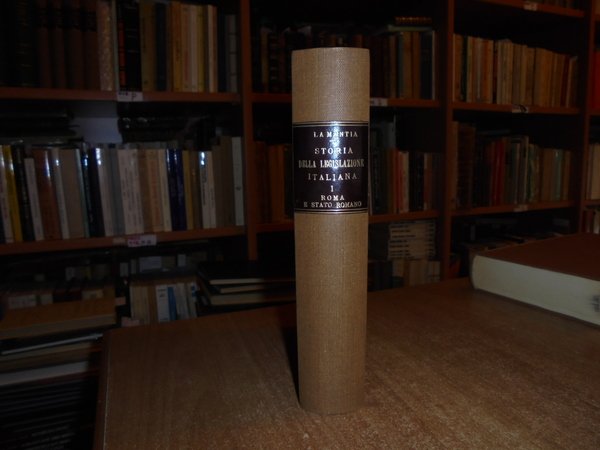 LA MANTIA
STORIA
DELLA LEGISLAZIONE
ITALIANA
I
ROMA
E STATO ROMANO